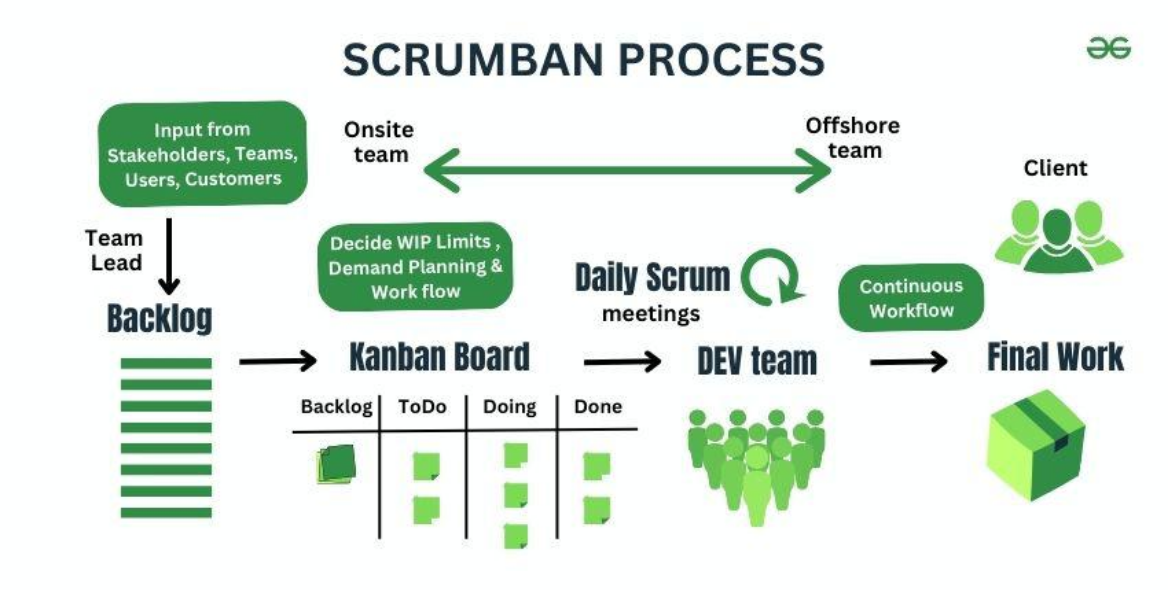 SCRUMBAN PROCESS
Input from
Stakeholders, Teams,
Users, Customers
Onsite
team
Offshore
team
Client
Team
Lead
Decide WIP Limits ,
Demand Planning &
Work flow
Daily Scrum
meetings
Continuous
Workflow
Backlog
Kanban Board
DEV team
Final Work
Backlog ToDo Doing Done